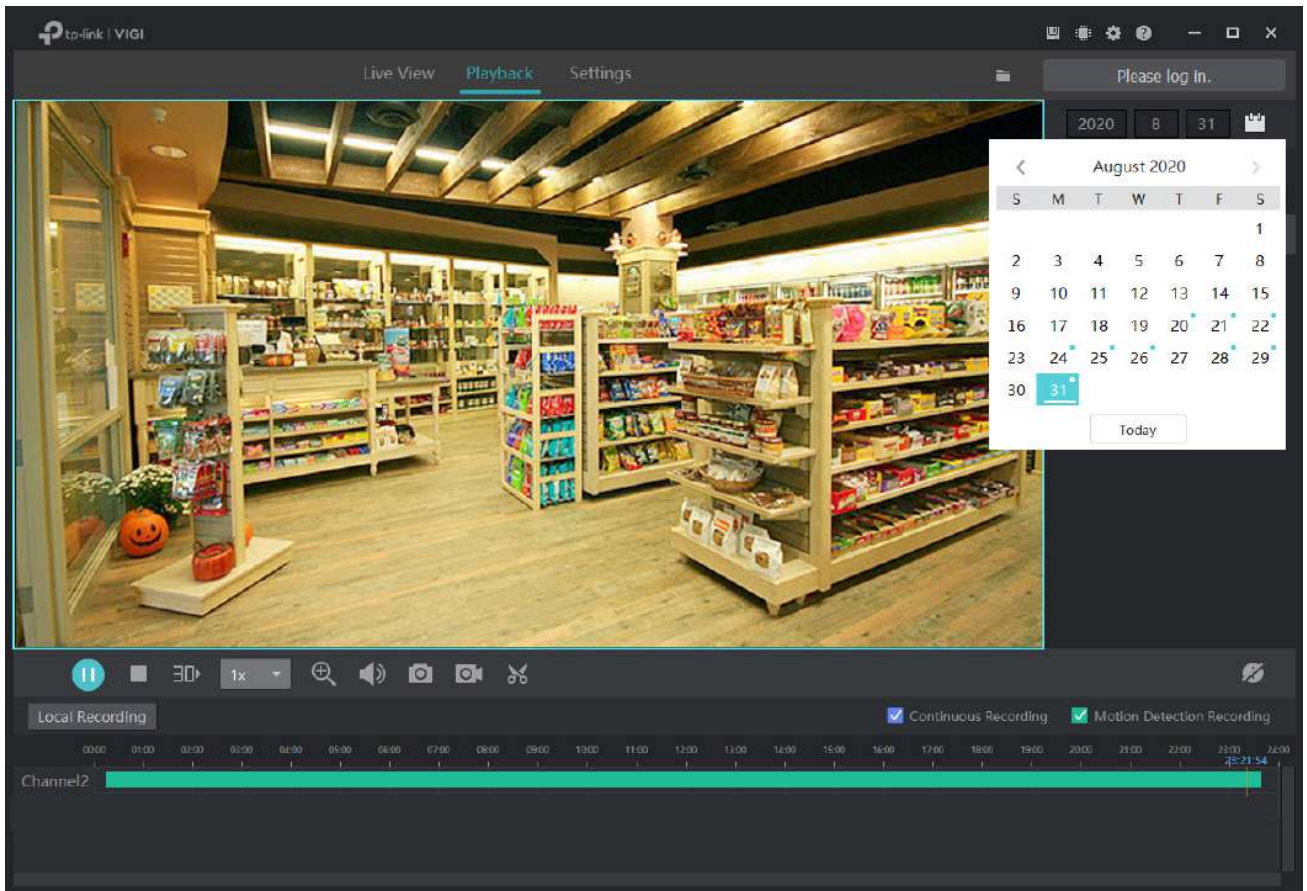 tp-link | VIGI
Live View Playback Settings
Please log in.
2020 8 31
August 2020
S M T W T F S
1
2 3 4 5 6 7 8
9 10 11 12 13 14 15
16 17 18 19 20 21 22
23 24 25 26 27 28 29
30 31
Today
1x
Local Recording
Continuous Recording
Motion Detection Recording
00:00 01:00 02:00 03:00 04:00 05:00 06:00 07:00 08:00 09:00 10:00 11:00 12:00 13:00 14:00 15:00 16:00 17:00 18:00 19:00 20:00 21:00 22:00 23:00 24:00
23:21:54
Channel2